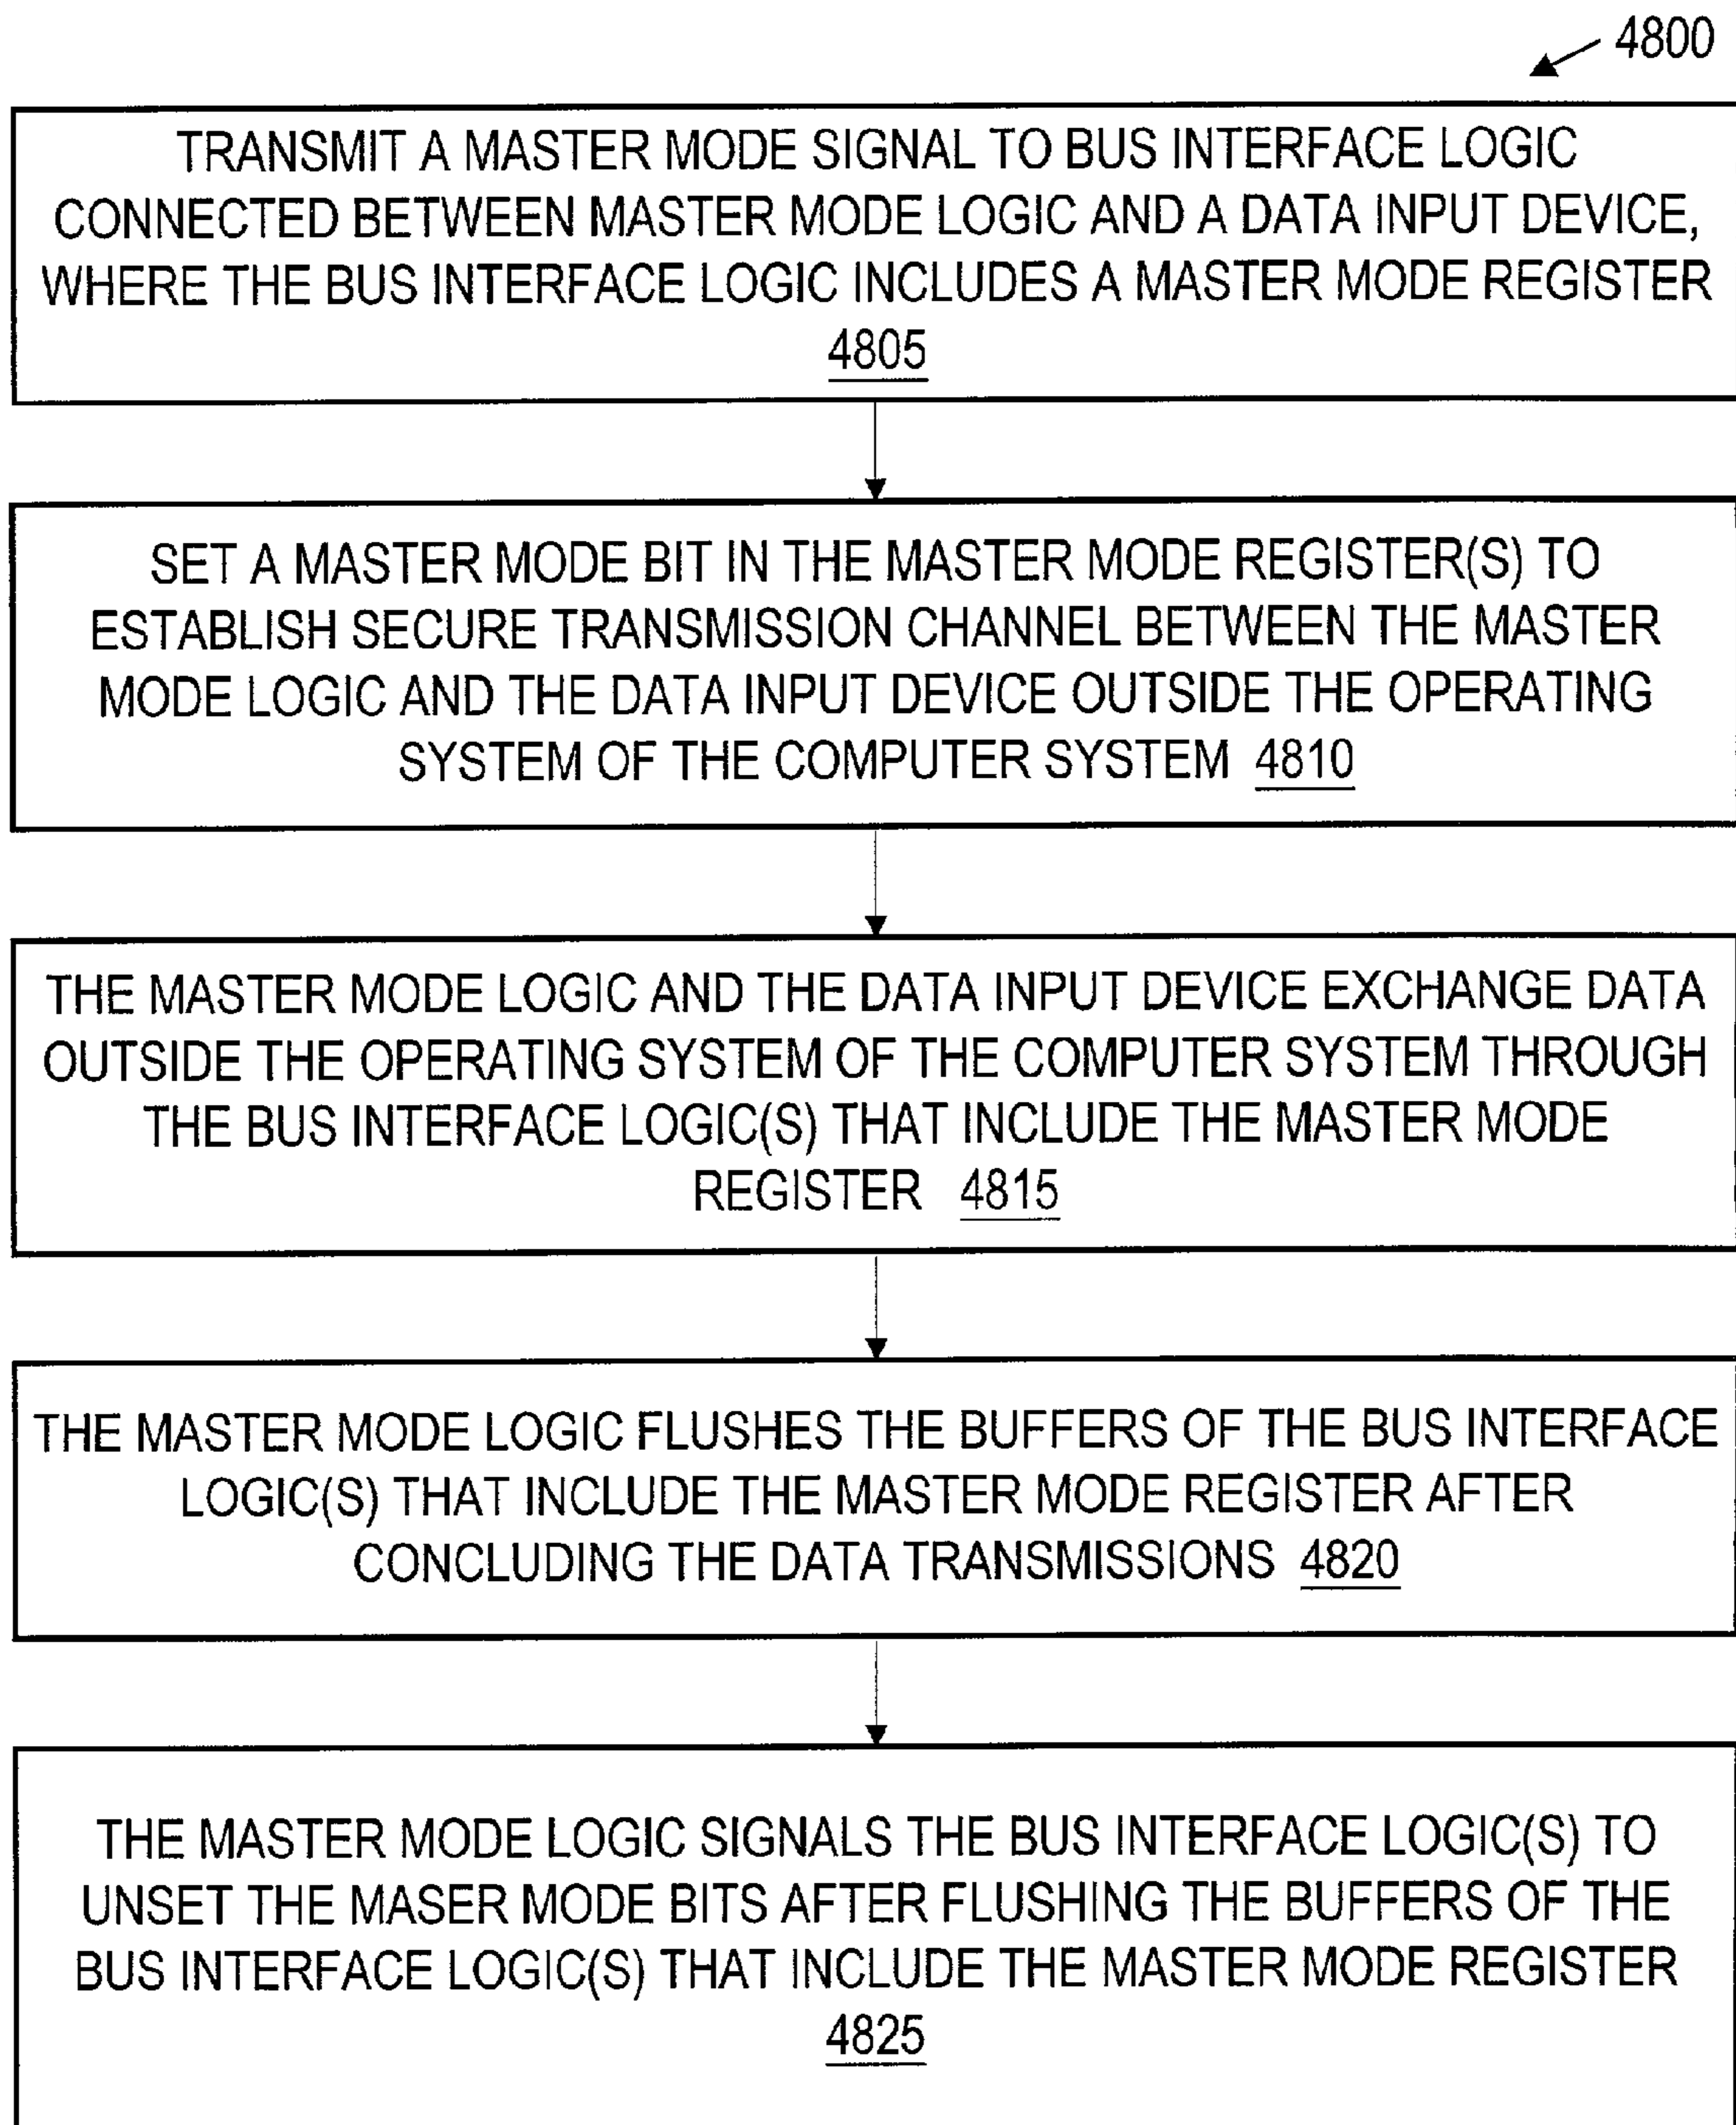 4800
TRANSMIT A MASTER MODE SIGNAL TO BUS INTERFACE LOGIC
CONNECTED BETWEEN MASTER MODE LOGIC AND A DATA INPUT DEVICE,
WHERE THE BUS INTERFACE LOGIC INCLUDES A MASTER MODE REGISTER
4805
SET A MASTER MODE BIT IN THE MASTER MODE REGISTER(S) TO
ESTABLISH SECURE TRANSMISSION CHANNEL BETWEEN THE MASTER
MODE LOGIC AND THE DATA INPUT DEVICE OUTSIDE THE OPERATING
SYSTEM OF THE COMPUTER SYSTEM 4810
THE MASTER MODE LOGIC AND THE DATA INPUT DEVICE EXCHANGE DATA
OUTSIDE THE OPERATING SYSTEM OF THE COMPUTER SYSTEM THROUGH
THE BUS INTERFACE LOGIC(S) THAT INCLUDE THE MASTER MODE
REGISTER 4815
THE MASTER MODE LOGIC FLUSHES THE BUFFERS OF THE BUS INTERFACE
LOGIC(S) THAT INCLUDE THE MASTER MODE REGISTER AFTER
CONCLUDING THE DATA TRANSMISSIONS 4820
THE MASTER MODE LOGIC SIGNALS THE BUS INTERFACE LOGIC(S) TO
UNSET THE MASER MODE BITS AFTER FLUSHING THE BUFFERS OF THE
BUS INTERFACE LOGIC(S) THAT INCLUDE THE MASTER MODE REGISTER
4825